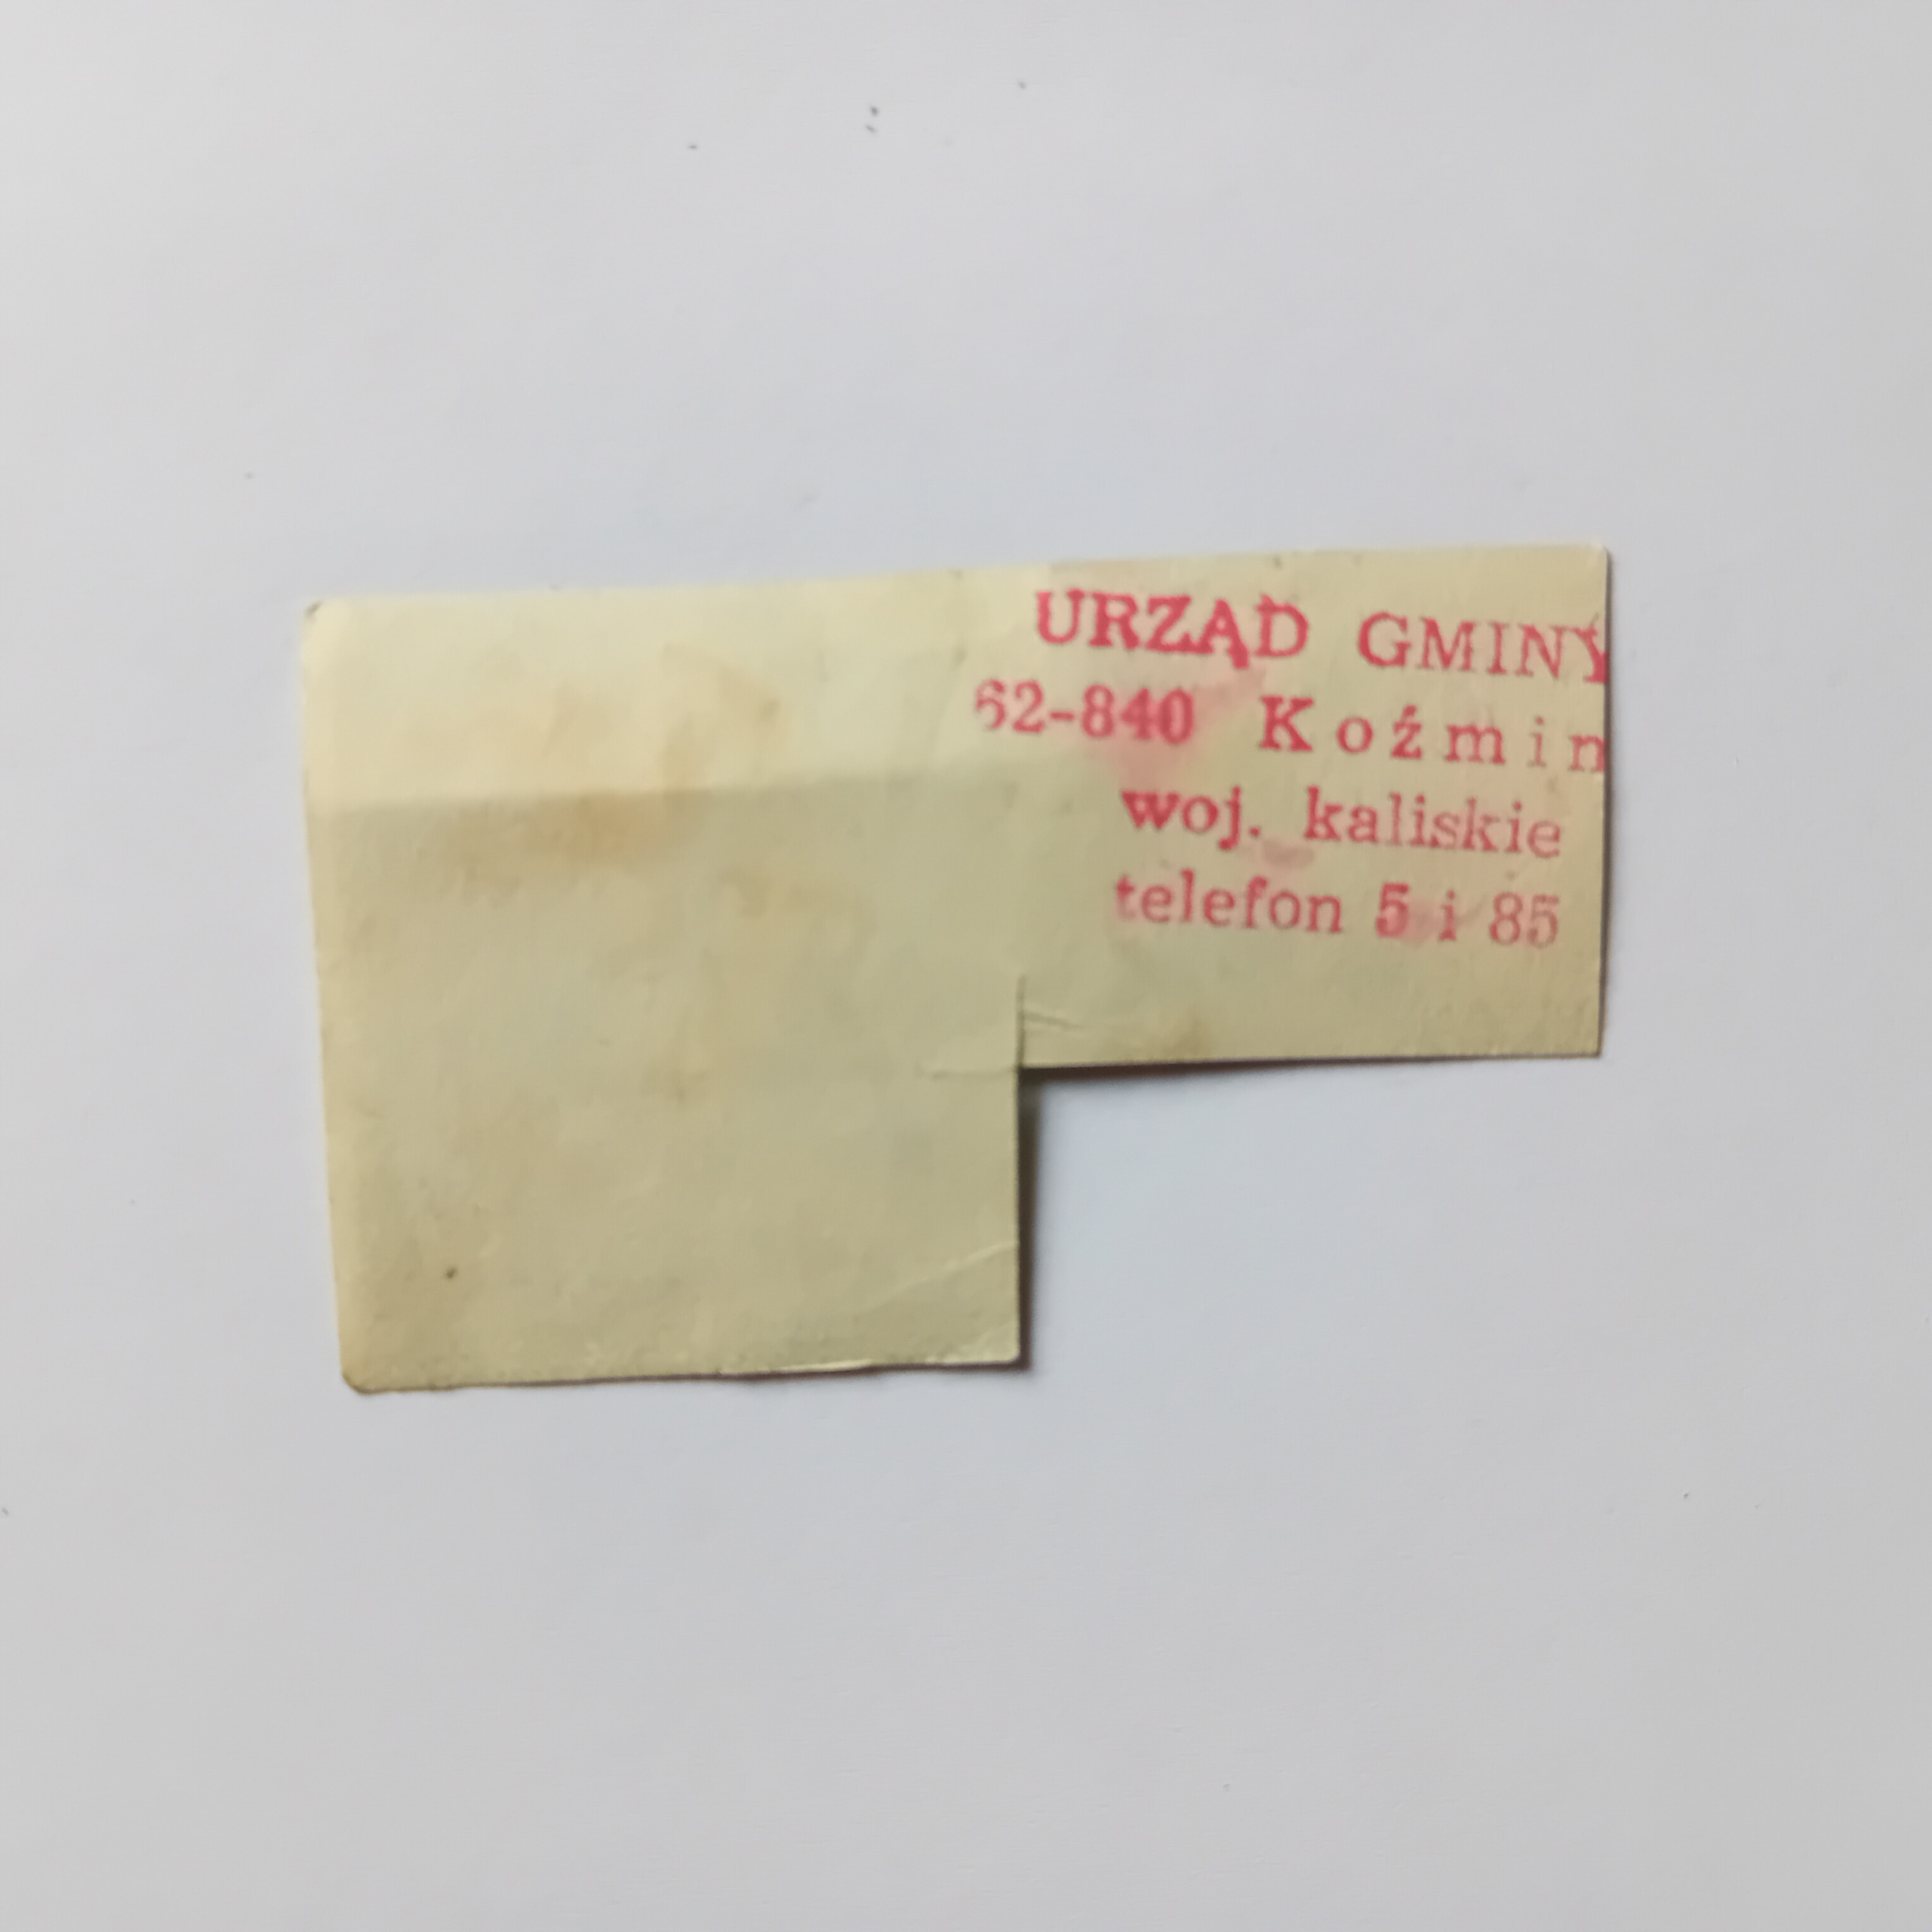 URZĄD GMINY
62-840 Koźmin
woj. kaliskie
telefon 5 i 85